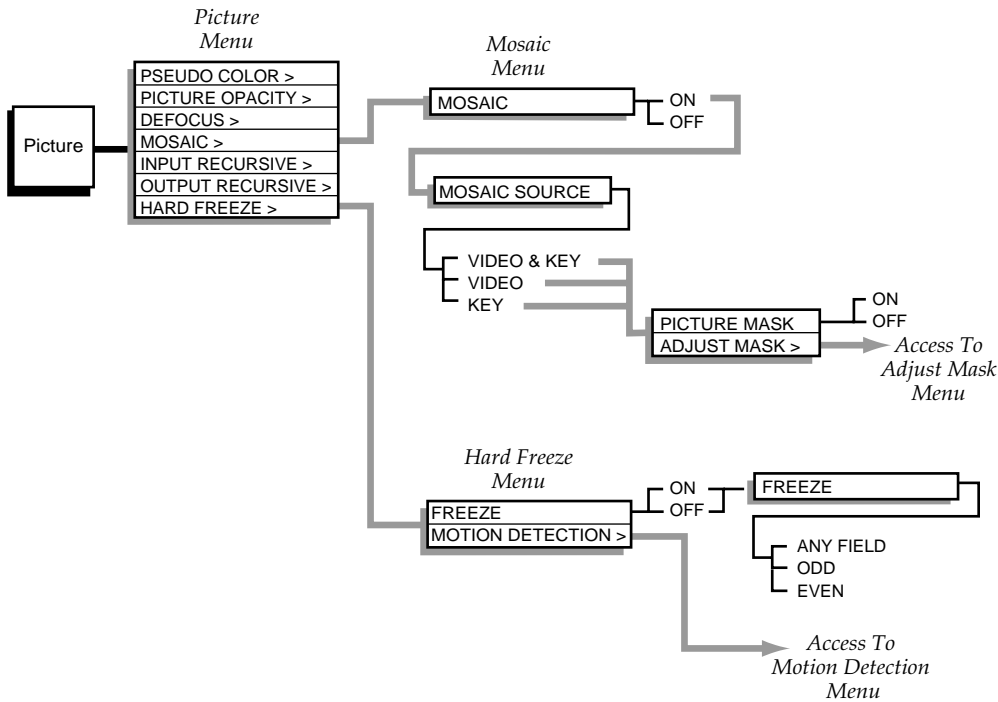 Picture
Menu
Picture
PSEUDO COLOR >
PICTURE OPACITY >
DEFOCUS >
MOSAIC >
INPUT RECURSIVE >
OUTPUT RECURSIVE >
HARD FREEZE >
Mosaic
Menu
MOSAIC
ON
OFF
MOSAIC SOURCE
VIDEO & KEY
VIDEO
KEY
PICTURE MASK
ADJUST MASK >
ON
OFF
Access To
Adjust Mask
Menu
Hard Freeze
Menu
FREEZE
MOTION DETECTION >
ON
OFF
FREEZE
ANY FIELD
ODD
EVEN
Access To
Motion Detection
Menu